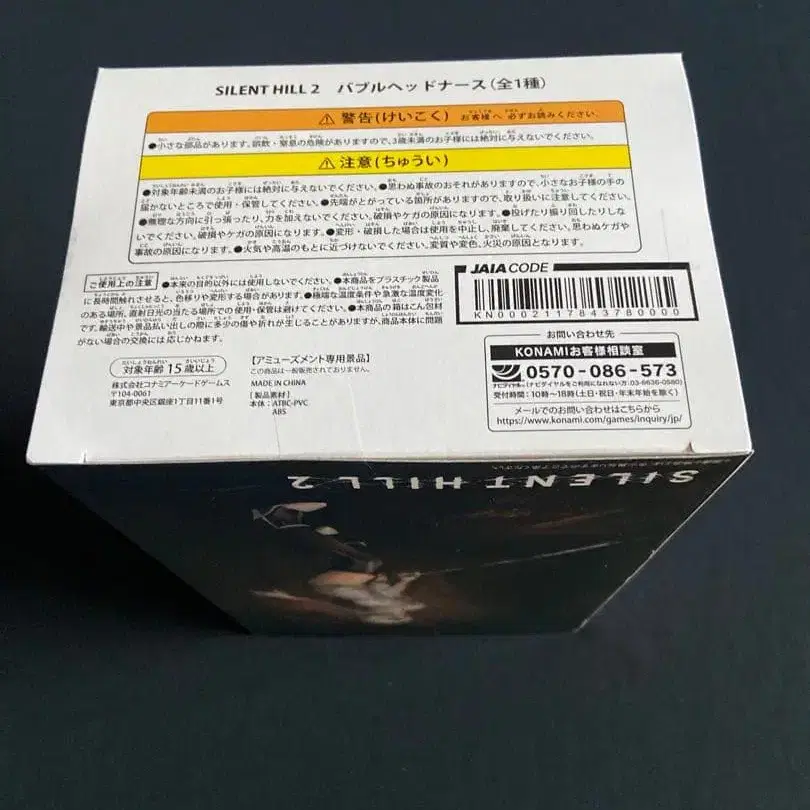 SILENT HILL 2 バブルヘッドナース(全1種)
⚠ 警告(けいこく) お客様へ 必ずお読みください。
●小さな部品があります。誤飲・窒息の危険がありますので、3歳未満のお子様には絶対に与えないでください。
⚠ 注意(ちゅうい)
●対象年齢未満のお子様には絶対に与えないでください。●思わぬ事故のおそれがありますので、小さなお子様の手の
届かないところで使用・保管してください。●先端がとがっている箇所がありますので、取り扱いに注意してください。
●無理な方向に引っ張ったり、力を加えないでください。破損やケガの原因になります。●投げたり振り回したりしな
いでください。破損やケガの原因になります。●変形・破損した場合は使用を中止し、廃棄してください。思わぬケガや
事故の原因になります。●火気や高温のもとに近づけないでください。変質や変色、火災の原因となります。
ご使用上の注意 ●本来の目的以外には使用しないでください。●本商品をプラスチック製品
に長時間触れさせると、色移りや変形する場合があります。●極端な温度条件や急激な温度変化
のある場所、直射日光の当たる場所での使用・保管は避けてください。●本商品の箱はこん包材
です。輸送中や景品払い出しの際に多少の傷や折れが生じることがありますが、商品本体に問題
がない場合の交換には応じかねます。
JAIA CODE
KN00021178437800​00
対象年齢15歳以上
株式会社コナミアーケードゲームス
〒104-0061
東京都中央区銀座1丁目11番1号
【アミューズメント専用景品】
この商品は一般販売されておりません。
MADE IN CHINA
[製品素材]
本体:ATBC-PVC
ABS
お問い合わせ先
KONAMIお客様相談室
ナビダイヤル 0570-086-573
(ナビダイヤルをご利用になれない方:03-6636-0580)
受付時間:10時~18時(土・日・祝日・年末年始を除く)
メールでのお問い合わせはこちらから
https://www.konami.com/games/inquiry/jp/
SILENT HILL 2